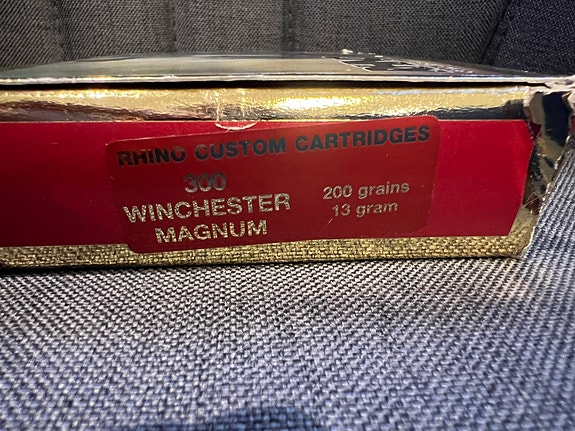 RHINO CUSTOM CARTRIDGES
300
WINCHESTER
MAGNUM
200 grains
13 gram